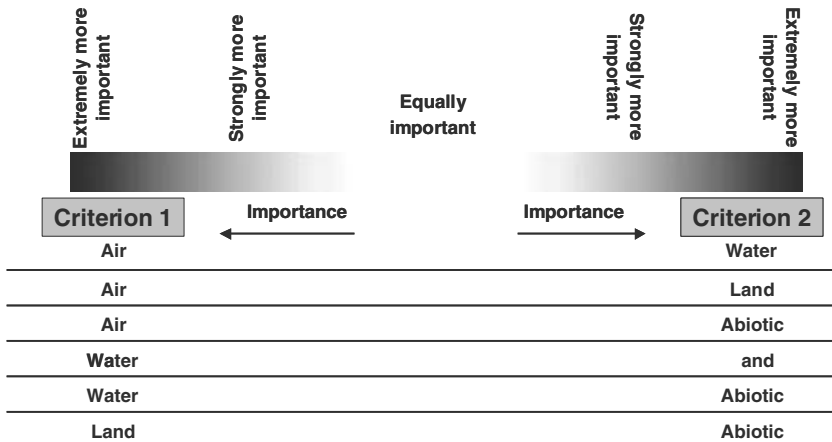 Extremely more
important
Strongly more
important
Equally
important
Strongly more
important
Extremely more
important
Criterion 1
Importance
Importance
Criterion 2
Air
Water
Air
Land
Air
Abiotic
Water
and
Water
Abiotic
Land
Abiotic